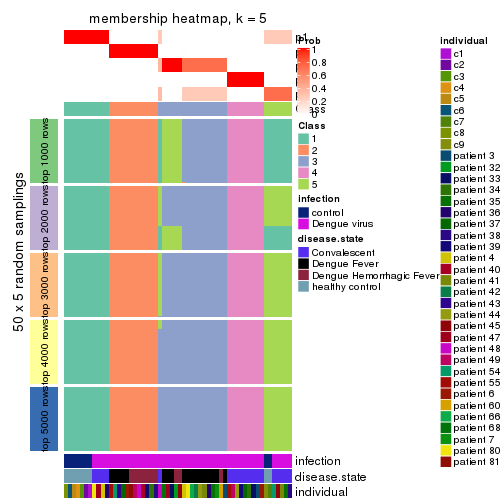 membership heatmap, k = 5
50 x 5 random samplings
top 1000 rows
top 2000 rows
top 3000 rows
top 4000 rows
top 5000 rows
p1
infection
disease.state
individual
Prob
1
0.8
0.6
0.4
0.2
0
Class
1
2
3
4
5
infection
control
Dengue virus
disease.state
Convalescent
Dengue Fever
Dengue Hemorrhagic Fever
healthy control
individual
c1
c2
c3
c4
c5
c6
c7
c8
c9
patient 3
patient 32
patient 33
patient 34
patient 35
patient 36
patient 37
patient 38
patient 39
patient 4
patient 40
patient 41
patient 42
patient 43
patient 44
patient 45
patient 47
patient 48
patient 49
patient 54
patient 55
patient 6
patient 60
patient 66
patient 68
patient 7
patient 80
patient 81